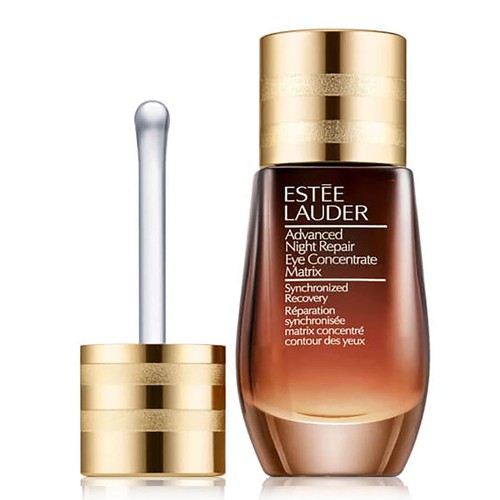 ESTĒE
LAUDER
Advanced
Night Repair
Eye Concentrate
Matrix
Synchronized
Recovery
Réparation
synchronisée
matrix concentré
contour des yeux